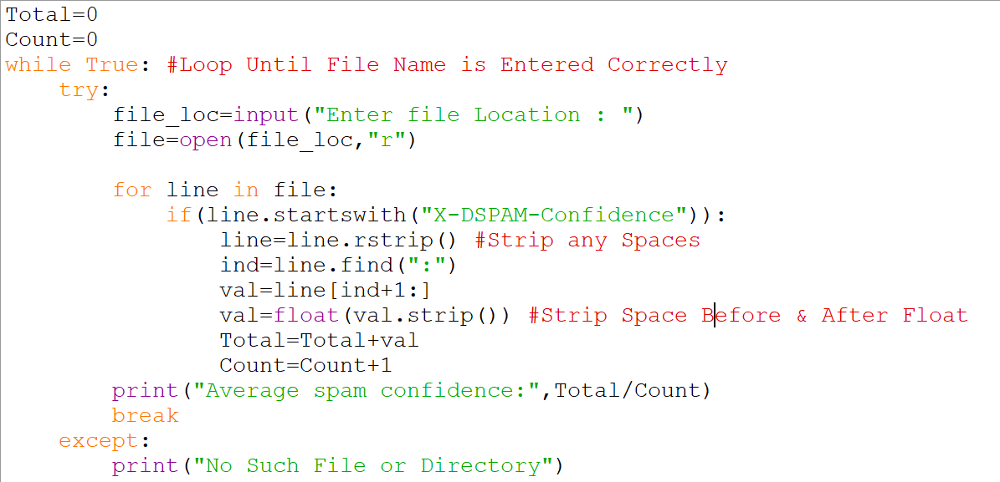 Total=0
Count=0
while True: #Loop Until File Name is Entered Correctly
    try:
        file_loc=input("Enter file Location : ")
        file=open(file_loc,"r")

        for line in file:
            if(line.startswith("X-DSPAM-Confidence")):
                line=line.rstrip() #Strip any Spaces
                ind=line.find(":")
                val=line[ind+1:]
                val=float(val.strip()) #Strip Space Before & After Float
                Total=Total+val
                Count=Count+1
        print("Average spam confidence:",Total/Count)
        break
    except:
        print("No Such File or Directory")